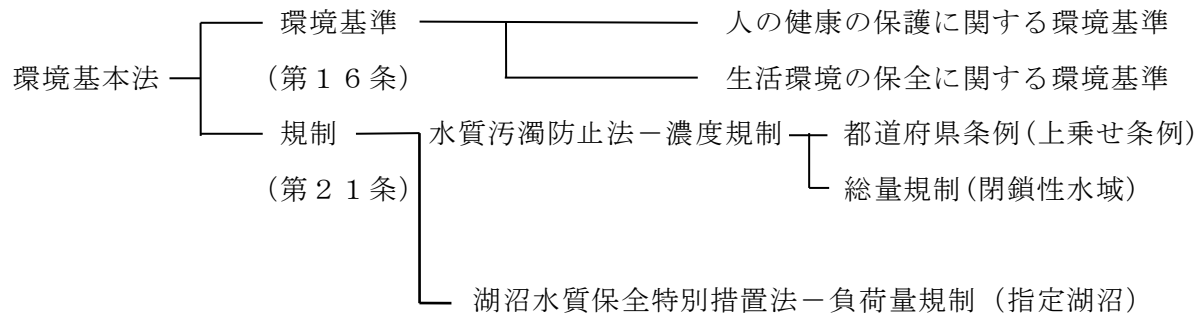 環境基準 人の健康の保護に関する環境基準
環境基本法 (第16条) 生活環境の保全に関する環境基準
規制 水質汚濁防止法－濃度規制 都道府県条例(上乗せ条例)
(第21条) 総量規制(閉鎖性水域)
湖沼水質保全特別措置法－負荷量規制 (指定湖沼)